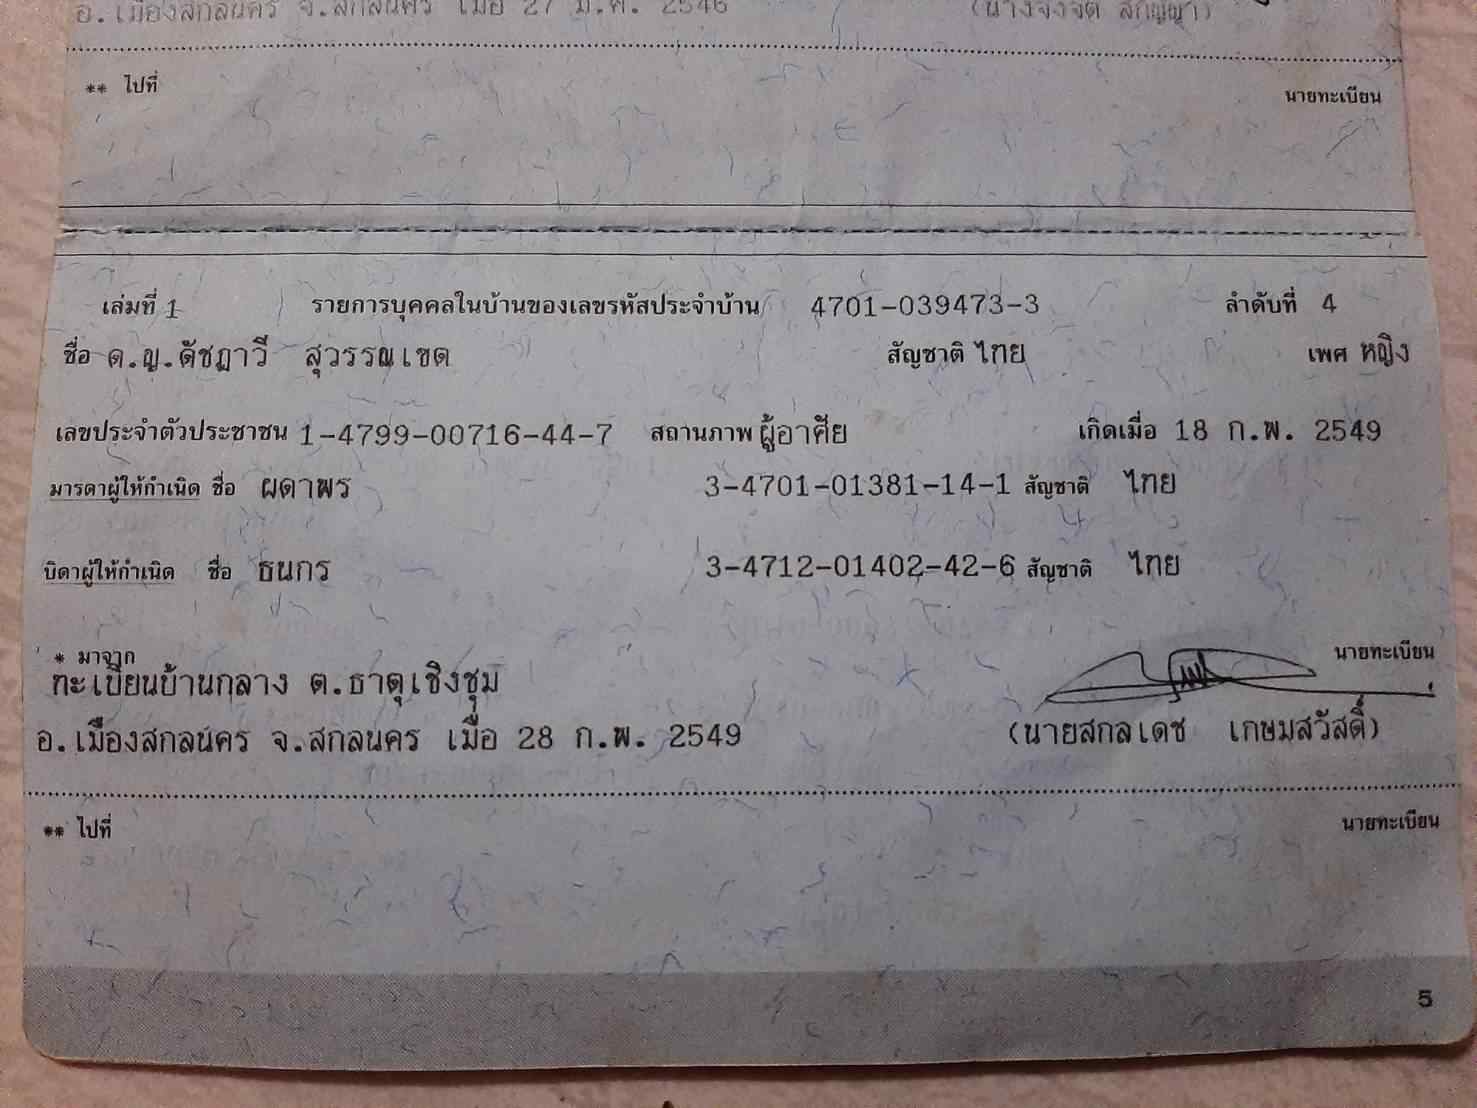 อ.เมืองสกลนคร จ.สกลนคร เมื่อ 27 2546
** ไปที่ นายทะเบียน
เล่มที่ 1 รายการบุคคลในบ้านของเลขรหัสประจำบ้าน 4701-039473-3 ลำดับที่ 4
ชื่อ ด.ญ.ดัชฎาวี สุวรรณเขต สัญชาติ ไทย เพศ หญิง
เลขประจำตัวประชาชน 1-4799-00716-44-7 สถานภาพ ผู้อาศัย เกิดเมื่อ 18 ก.พ. 2549
มารดาผู้ให้กำเนิด ชื่อ ผดาพร 3-4701-01381-14-1 สัญชาติ ไทย
บิดาผู้ให้กำเนิด ชื่อ ธนกร 3-4712-01402-42-6 สัญชาติ ไทย
* มาจาก นายทะเบียน
ทะเบียนบ้านกลาง ต.ธาตุเชิงชุม
อ.เมืองสกลนคร จ.สกลนคร เมื่อ 28 ก.พ. 2549 (นายสกลเดช เกษมสวัสดิ์)
** ไปที่ นายทะเบียน
5